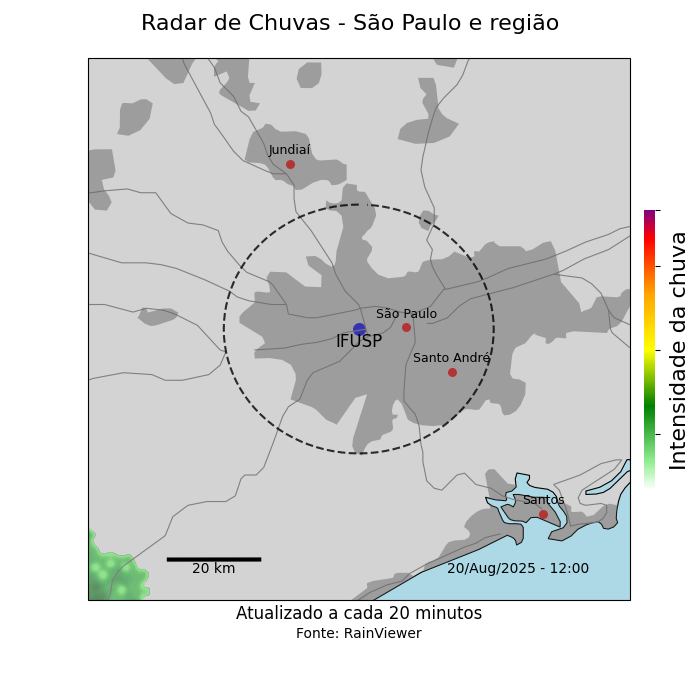 Radar de Chuvas - São Paulo e região
Jundiaí
São Paulo
IFUSP
Santo André
Santos
20 km
20/Aug/2025 - 12:00
Intensidade da chuva
Atualizado a cada 20 minutos
Fonte: RainViewer